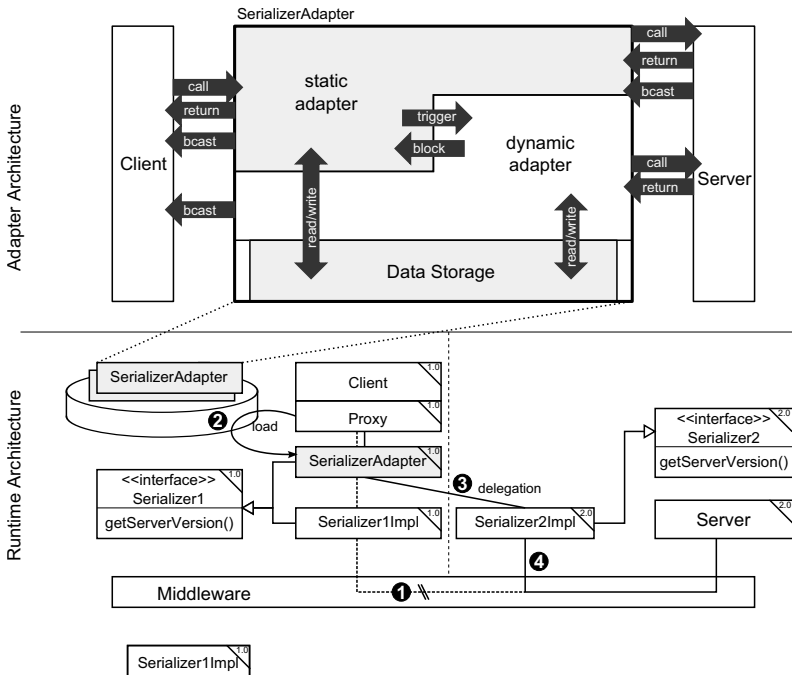 SerializerAdapter
Adapter Architecture
Client
call
return
bcast
bcast
static
adapter
trigger
block
dynamic
adapter
read/write
read/write
Data Storage
call
return
bcast
call
return
Server
Runtime Architecture
SerializerAdapter
2
load
1.0
Client
1.0
Proxy
1.0
SerializerAdapter
1.0
<<interface>>
Serializer1
getServerVersion()
1.0
Serializer1Impl
3 delegation
2.0
Serializer2Impl
2.0
<<interface>>
Serializer2
getServerVersion()
2.0
Server
4
Middleware
1
1.0
Serializer1Impl